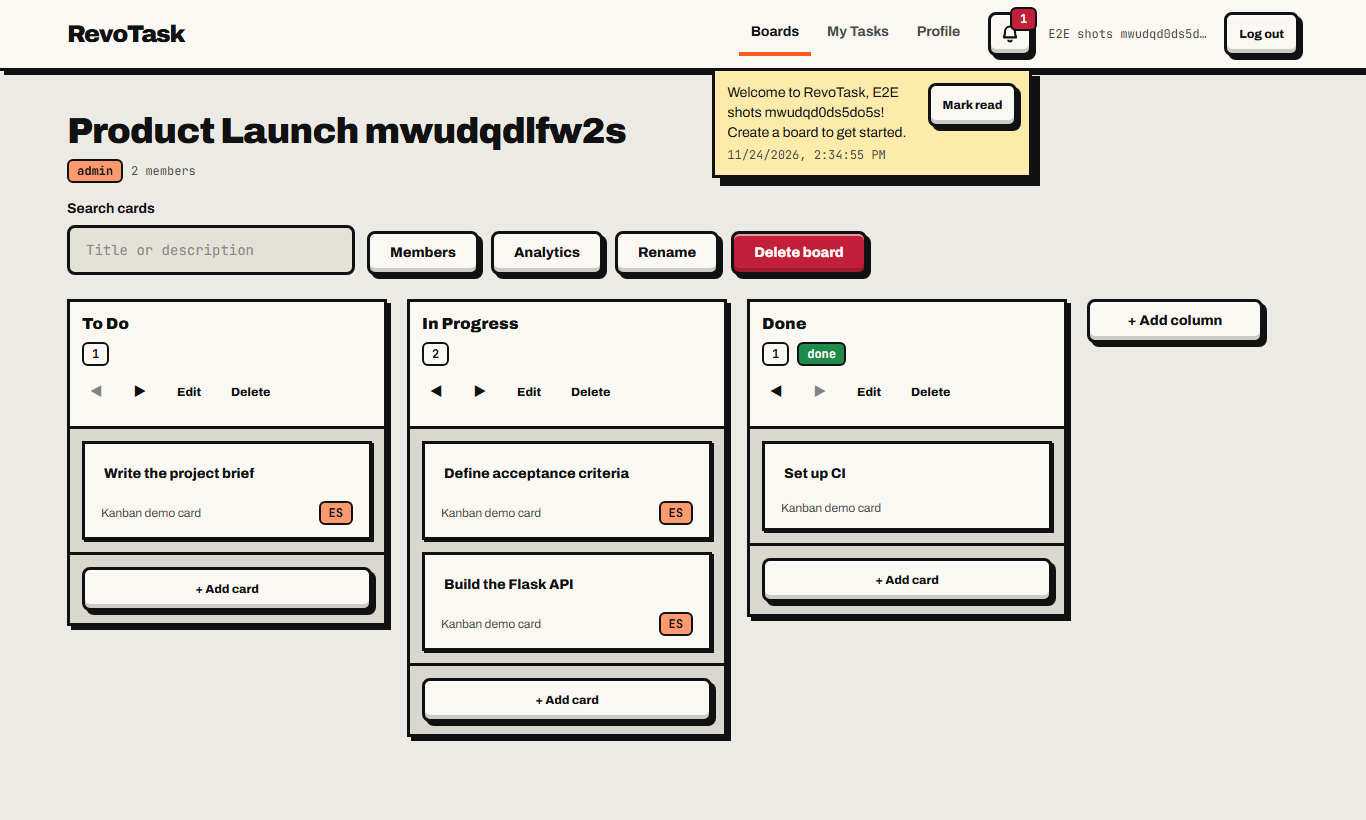 RevoTask
Boards
My Tasks
Profile
1
E2E shots mwudqd0ds5d…
Log out
Welcome to RevoTask, E2E
shots mwudqd0ds5do5s!
Create a board to get started.
11/24/2026, 2:34:55 PM
Mark read
Product Launch mwudqdlfw2s
admin
2 members
Search cards
Title or description
Members
Analytics
Rename
Delete board
To Do
1
◀ ▶ Edit Delete
Write the project brief
Kanban demo card
ES
+ Add card
In Progress
2
◀ ▶ Edit Delete
Define acceptance criteria
Kanban demo card
ES
Build the Flask API
Kanban demo card
ES
+ Add card
Done
1
done
◀ ▶ Edit Delete
Set up CI
Kanban demo card
+ Add card
+ Add column